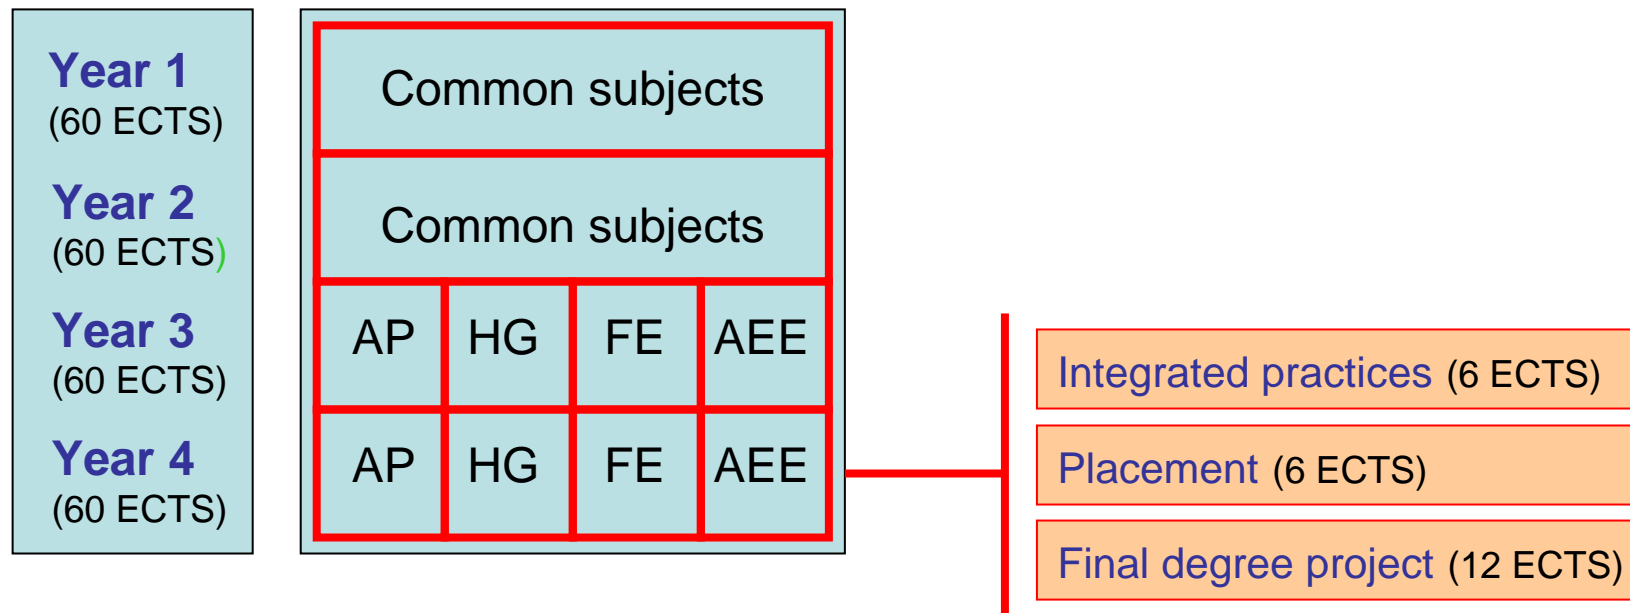 Year 1
(60 ECTS)
Year 2
(60 ECTS)
Year 3
(60 ECTS)
Year 4
(60 ECTS)
Common subjects
Common subjects
AP HG FE AEE
AP HG FE AEE
Integrated practices (6 ECTS)
Placement (6 ECTS)
Final degree project (12 ECTS)